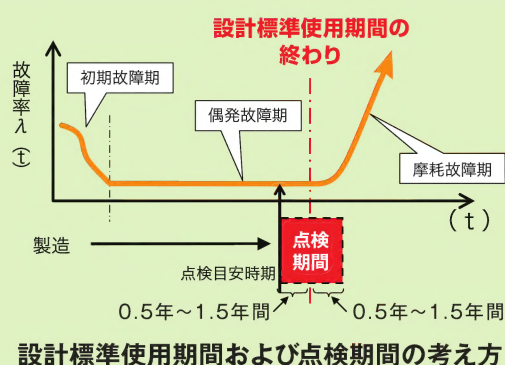 設計標準使用期間の
終わり
故障率λ(t)
初期故障期
偶発故障期
摩耗故障期
(t)
製造
点検
期間
点検目安時期
0.5年～1.5年間
0.5年～1.5年間
設計標準使用期間および点検期間の考え方